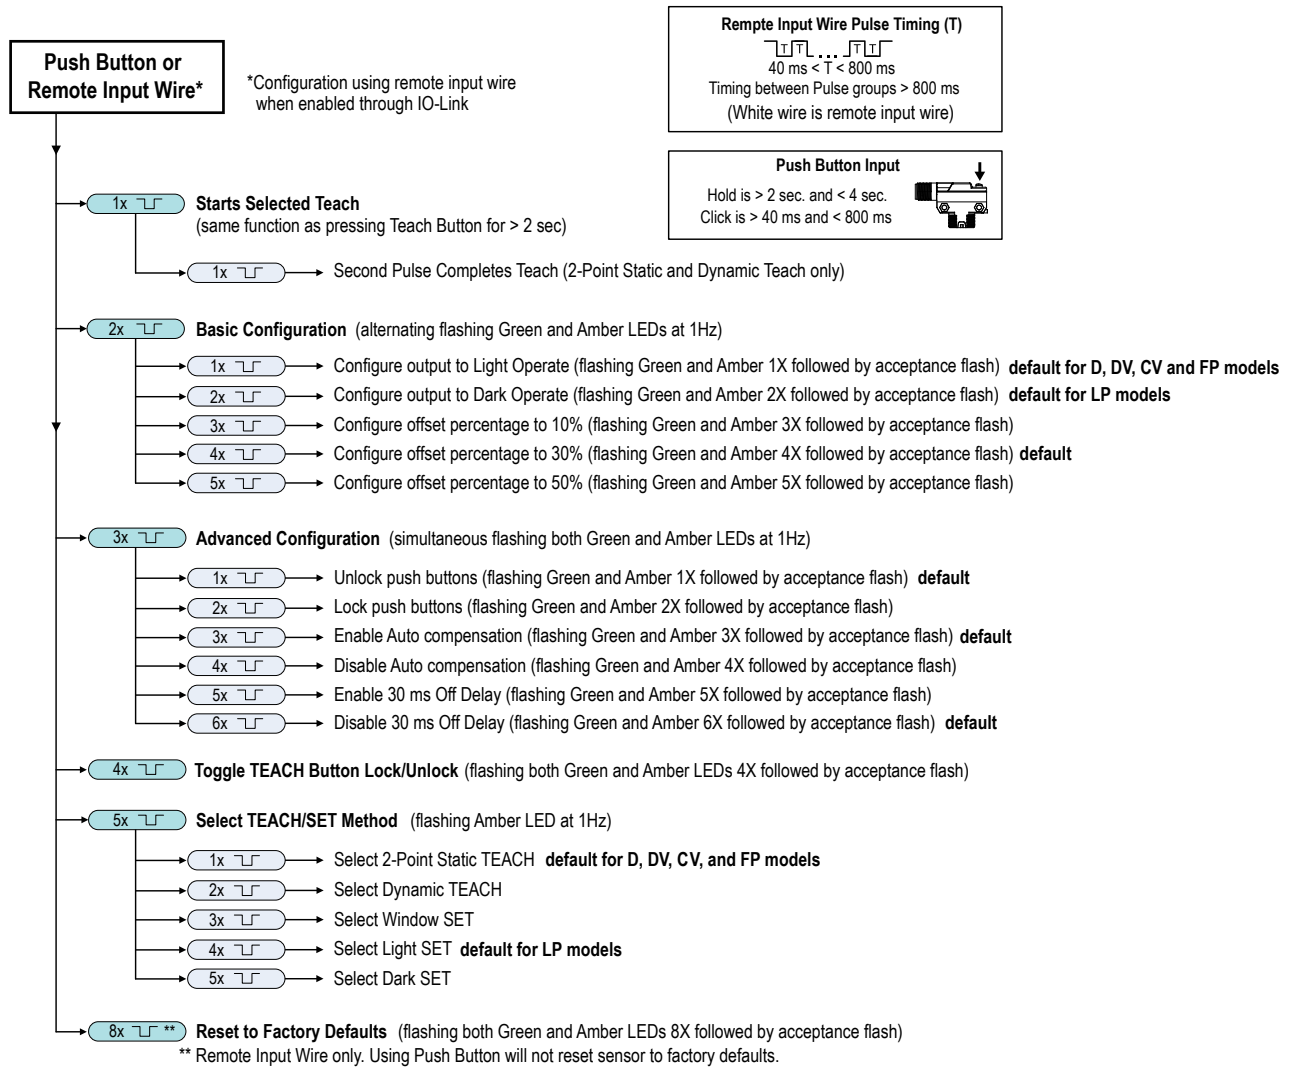 Rempte Input Wire Pulse Timing (T)
T T T T
40 ms < T < 800 ms
Timing between Pulse groups > 800 ms
(White wire is remote input wire)
Push Button or
Remote Input Wire*
*Configuration using remote input wire
when enabled through IO-Link
Push Button Input
Hold is > 2 sec. and < 4 sec.
Click is > 40 ms and < 800 ms
1x Starts Selected Teach
(same function as pressing Teach Button for > 2 sec)
1x Second Pulse Completes Teach (2-Point Static and Dynamic Teach only)
2x Basic Configuration (alternating flashing Green and Amber LEDs at 1Hz)
1x Configure output to Light Operate (flashing Green and Amber 1X followed by acceptance flash) default for D, DV, CV and FP models
2x Configure output to Dark Operate (flashing Green and Amber 2X followed by acceptance flash) default for LP models
3x Configure offset percentage to 10% (flashing Green and Amber 3X followed by acceptance flash)
4x Configure offset percentage to 30% (flashing Green and Amber 4X followed by acceptance flash) default
5x Configure offset percentage to 50% (flashing Green and Amber 5X followed by acceptance flash)
3x Advanced Configuration (simultaneous flashing both Green and Amber LEDs at 1Hz)
1x Unlock push buttons (flashing Green and Amber 1X followed by acceptance flash) default
2x Lock push buttons (flashing Green and Amber 2X followed by acceptance flash)
3x Enable Auto compensation (flashing Green and Amber 3X followed by acceptance flash) default
4x Disable Auto compensation (flashing Green and Amber 4X followed by acceptance flash)
5x Enable 30 ms Off Delay (flashing Green and Amber 5X followed by acceptance flash)
6x Disable 30 ms Off Delay (flashing Green and Amber 6X followed by acceptance flash) default
4x Toggle TEACH Button Lock/Unlock (flashing both Green and Amber LEDs 4X followed by acceptance flash)
5x Select TEACH/SET Method (flashing Amber LED at 1Hz)
1x Select 2-Point Static TEACH default for D, DV, CV, and FP models
2x Select Dynamic TEACH
3x Select Window SET
4x Select Light SET default for LP models
5x Select Dark SET
8x ** Reset to Factory Defaults (flashing both Green and Amber LEDs 8X followed by acceptance flash)
** Remote Input Wire only. Using Push Button will not reset sensor to factory defaults.